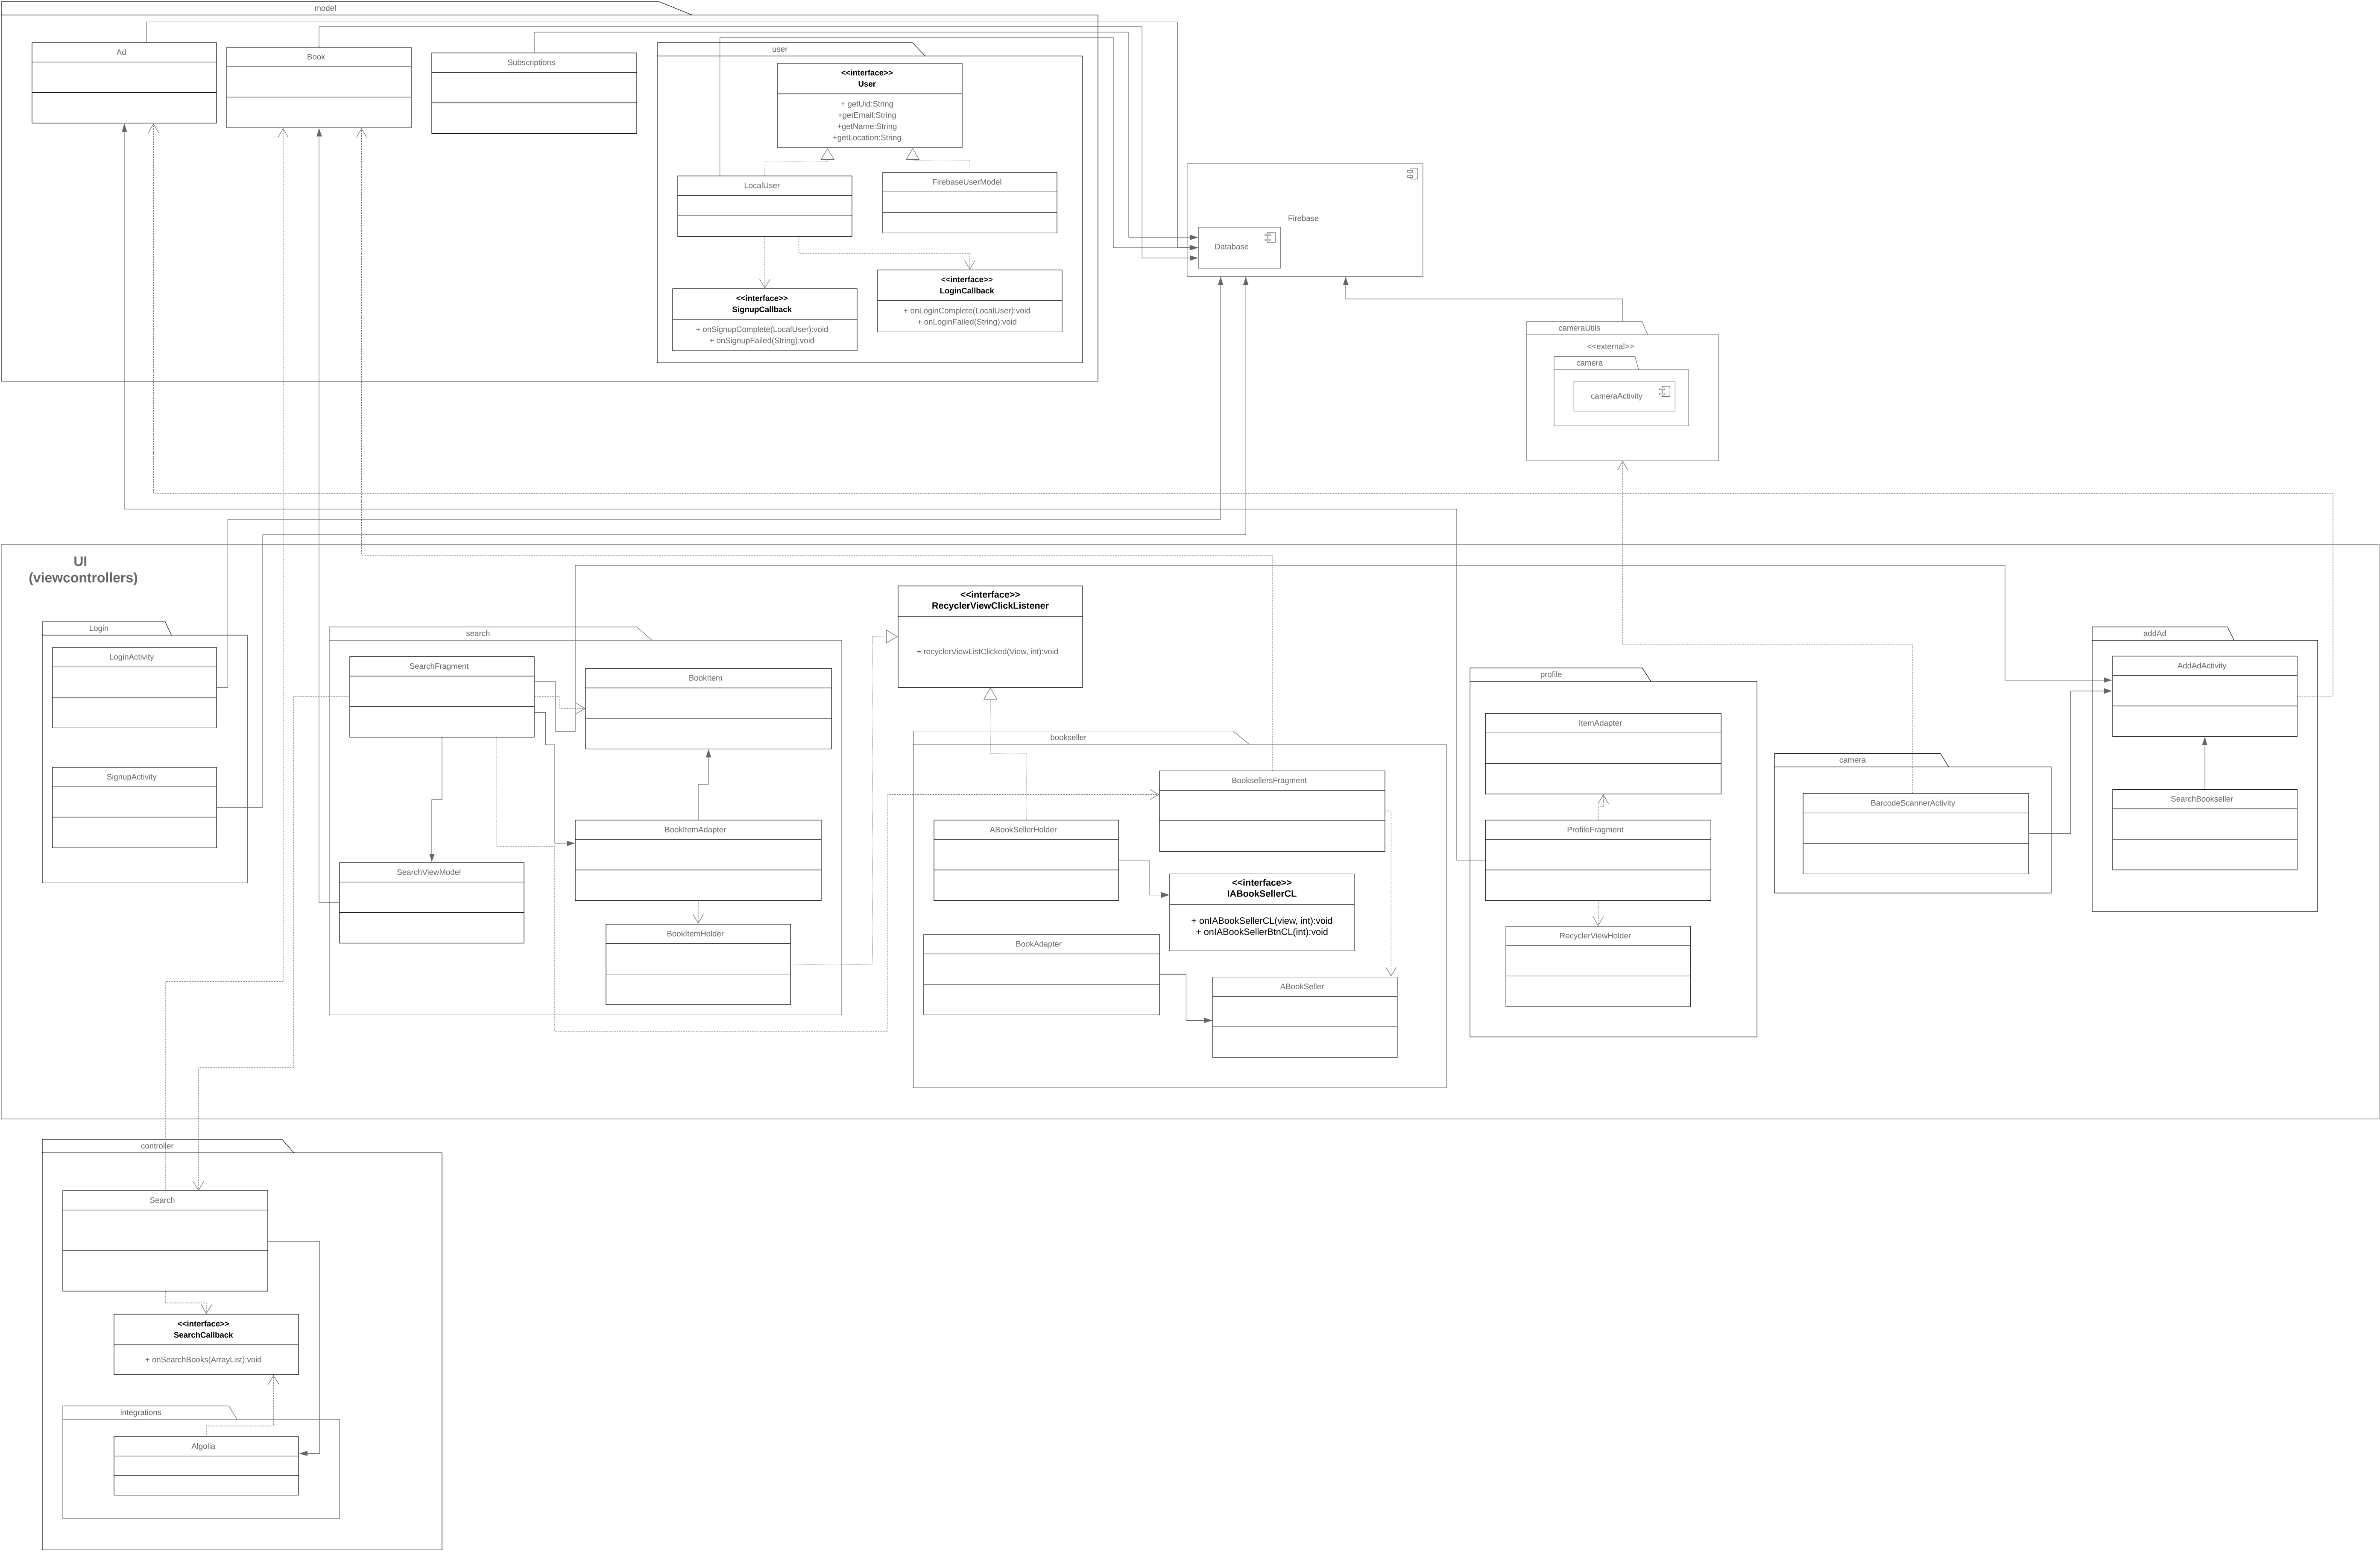 model
Ad
Book
Subscriptions
user
<<interface>>
User
+ getUid:String
+getEmail:String
+getName:String
+getLocation:String
LocalUser
FirebaseUserModel
<<interface>>
SignupCallback
+ onSignupComplete(LocalUser):void
+ onSignupFailed(String):void
<<interface>>
LoginCallback
+ onLoginComplete(LocalUser):void
+ onLoginFailed(String):void
Firebase
Database
cameraUtils
<<external>>
camera
cameraActivity
UI
(viewcontrollers)
Login
LoginActivity
SignupActivity
search
SearchFragment
BookItem
BookItemAdapter
SearchViewModel
BookItemHolder
<<interface>>
RecyclerViewClickListener
+ recyclerViewListClicked(View, int):void
bookseller
BooksellersFragment
ABookSellerHolder
<<interface>>
IABookSellerCL
+ onIABookSellerCL(view, int):void
+ onIABookSellerBtnCL(int):void
BookAdapter
ABookSeller
profile
ItemAdapter
ProfileFragment
RecyclerViewHolder
camera
BarcodeScannerActivity
addAd
AddAdActivity
SearchBookseller
controller
Search
<<interface>>
SearchCallback
+ onSearchBooks(ArrayList):void
integrations
Algolia